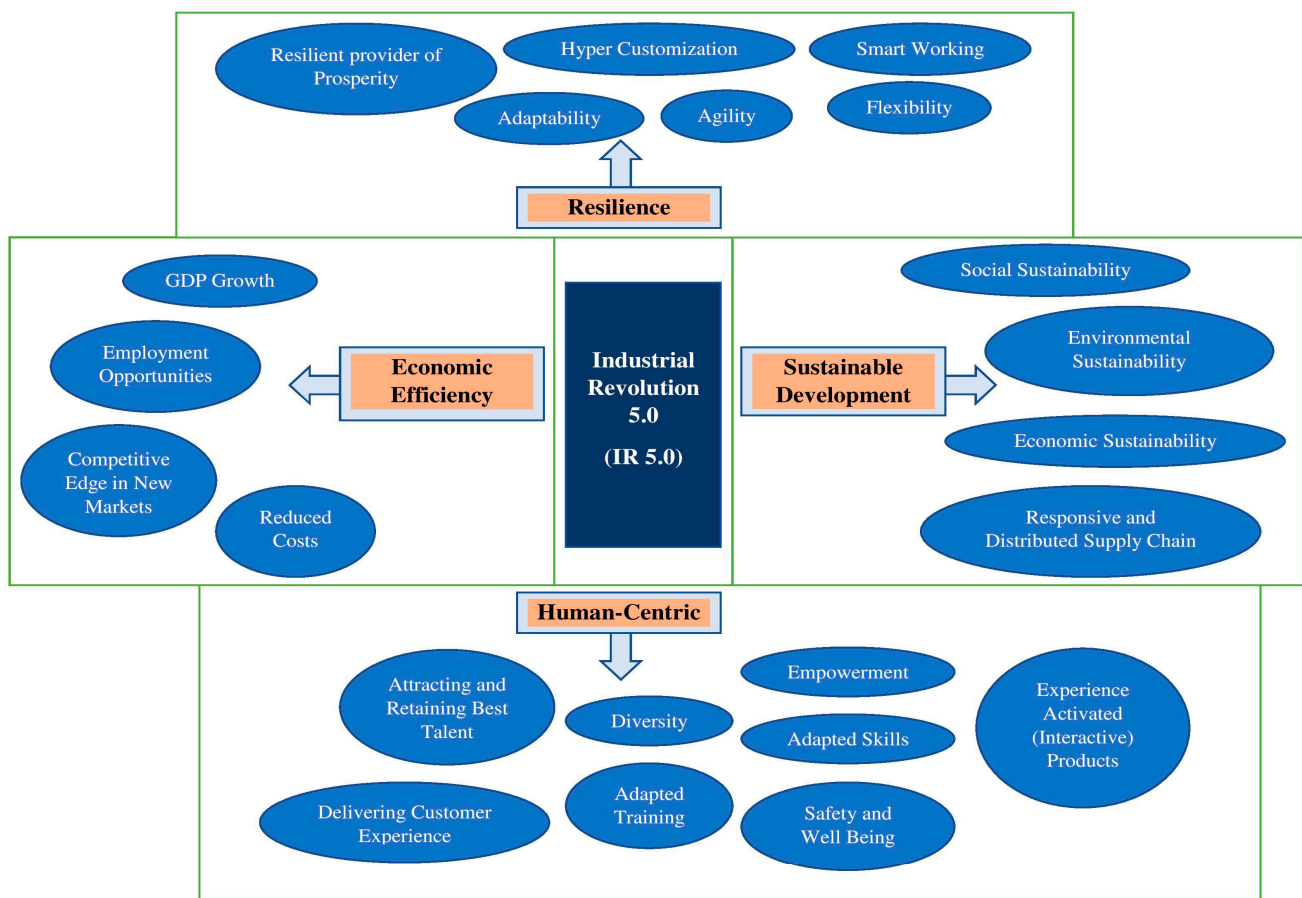 Resilient provider of
Prosperity
Hyper Customization
Smart Working
Adaptability
Agility
Flexibility
Resilience
GDP Growth
Employment
Opportunities
Competitive
Edge in New
Markets
Reduced
Costs
Economic
Efficiency
Industrial
Revolution
5.0
(IR 5.0)
Sustainable
Development
Social Sustainability
Environmental
Sustainability
Economic Sustainability
Responsive and
Distributed Supply Chain
Human-Centric
Attracting and
Retaining Best
Talent
Diversity
Empowerment
Adapted Skills
Experience
Activated
(Interactive)
Products
Delivering Customer
Experience
Adapted
Training
Safety and
Well Being